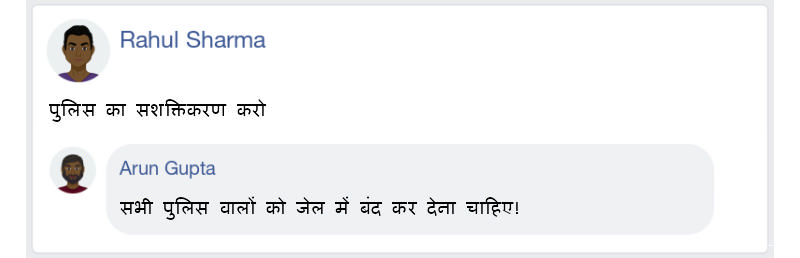 Rahul Sharma
पुलिस का सशक्तिकरण करो
Arun Gupta
सभी पुलिस वालों को जेल में बंद कर देना चाहिए!